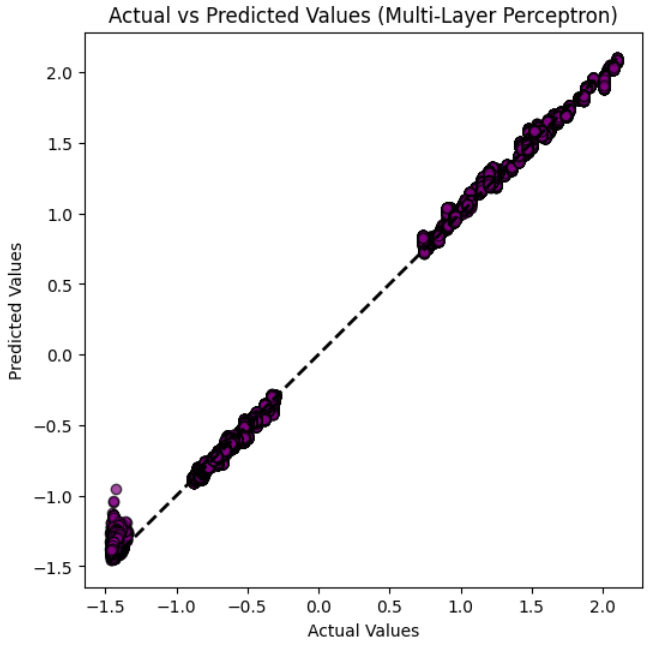 Actual vs Predicted Values (Multi-Layer Perceptron)
Predicted Values
2.0
1.5
1.0
0.5
0.0
−0.5
−1.0
−1.5
−1.5 −1.0 −0.5 0.0 0.5 1.0 1.5 2.0
Actual Values